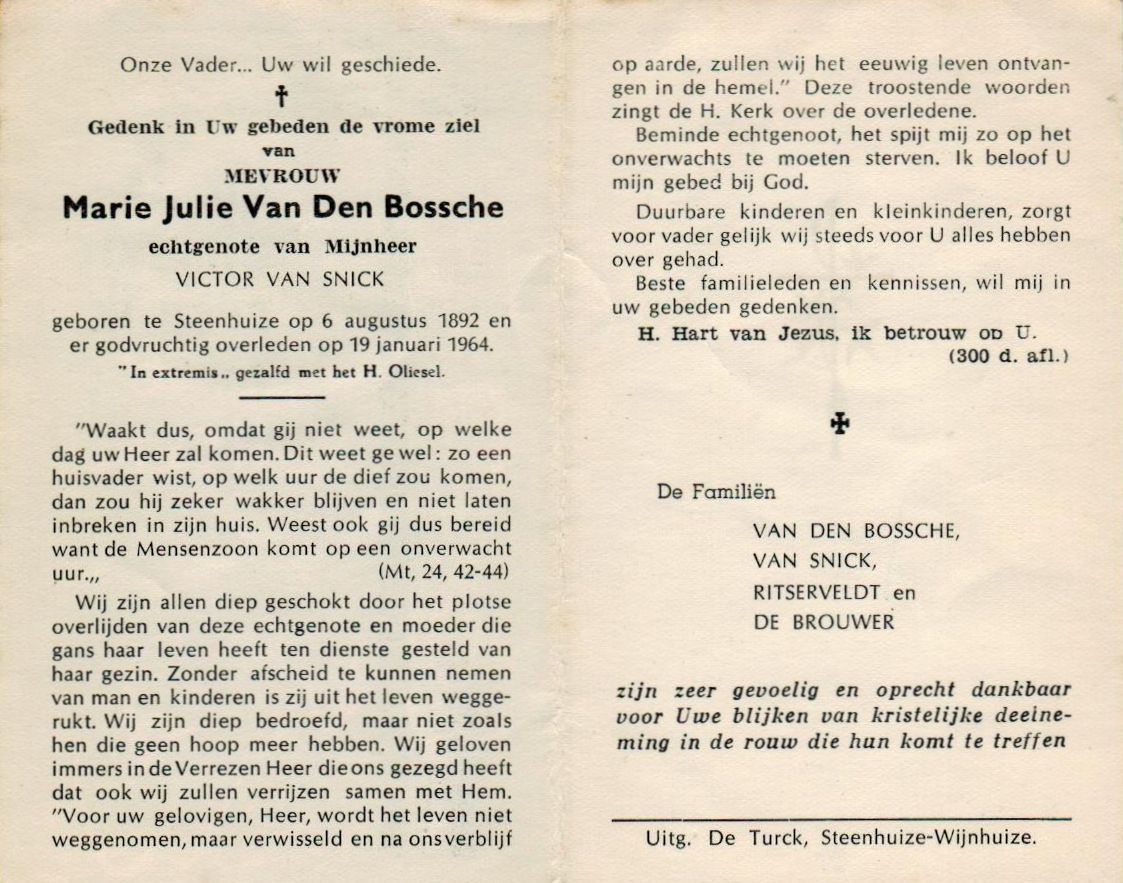 Onze Vader... Uw wil geschiede.
Gedenk in Uw gebeden de vrome ziel
van
MEVROUW
Marie Julie Van Den Bossche
echtgenote van Mijnheer
VICTOR VAN SNICK
geboren te Steenhuize op 6 augustus 1892 en
er godvruchtig overleden op 19 januari 1964.
"In extremis,, gezalfd met het H. Oliesel.
"Waakt dus, omdat gij niet weet, op welke
dag uw Heer zal komen. Dit weet ge wel : zo een
huisvader wist, op welk uur de dief zou komen,
dan zou hij zeker wakker blijven en niet laten
inbreken in zijn huis. Weest ook gij dus bereid
want de Mensenzoon komt op een onverwacht
uur.,, (Mt, 24, 42-44)
Wij zijn allen diep geschokt door het plotse
overlijden van deze echtgenote en moeder die
gans haar leven heeft ten dienste gesteld van
haar gezin. Zonder afscheid te kunnen nemen
van man en kinderen is zij uit het leven wegge-
rukt. Wij zijn diep bedroefd, maar niet zoals
hen die geen hoop meer hebben. Wij geloven
immers in de Verrezen Heer die ons gezegd heeft
dat ook wij zullen verrijzen samen met Hem.
"Voor uw gelovigen, Heer, wordt het leven niet
weggenomen, maar verwisseld en na ons verblijf
op aarde, zullen wij het eeuwig leven ontvan-
gen in de hemel." Deze troostende woorden
zingt de H. Kerk over de overledene.
Beminde echtgenoot, het spijt mij zo op het
onverwachts te moeten sterven. Ik beloof U
mijn gebed bij God.
Duurbare kinderen en kleinkinderen, zorgt
voor vader gelijk wij steeds voor U alles hebben
over gehad.
Beste familieleden en kennissen, wil mij in
uw gebeden gedenken.
H. Hart van Jezus, ik betrouw op U.
(300 d. afl.)
De Familiën
VAN DEN BOSSCHE,
VAN SNICK,
RITSERVELDT en
DE BROUWER
zijn zeer gevoelig en oprecht dankbaar
voor Uwe blijken van kristelijke deelne-
ming in de rouw die hun komt te treffen
Uitg. De Turck, Steenhuize-Wijnhuize.